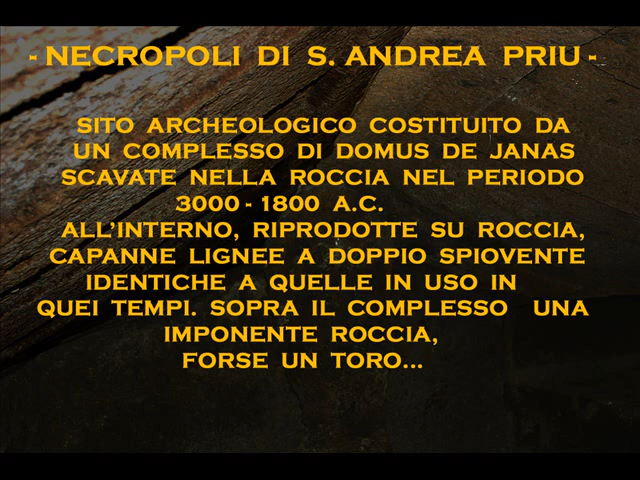 - NECROPOLI DI S. ANDREA PRIU -
SITO ARCHEOLOGICO COSTITUITO DA
UN COMPLESSO DI DOMUS DE JANAS
SCAVATE NELLA ROCCIA NEL PERIODO
3000 - 1800 A.C.
ALL'INTERNO, RIPRODOTTE SU ROCCIA,
CAPANNE LIGNEE A DOPPIO SPIOVENTE
IDENTICHE A QUELLE IN USO IN
QUEI TEMPI. SOPRA IL COMPLESSO UNA
IMPONENTE ROCCIA,
FORSE UN TORO...